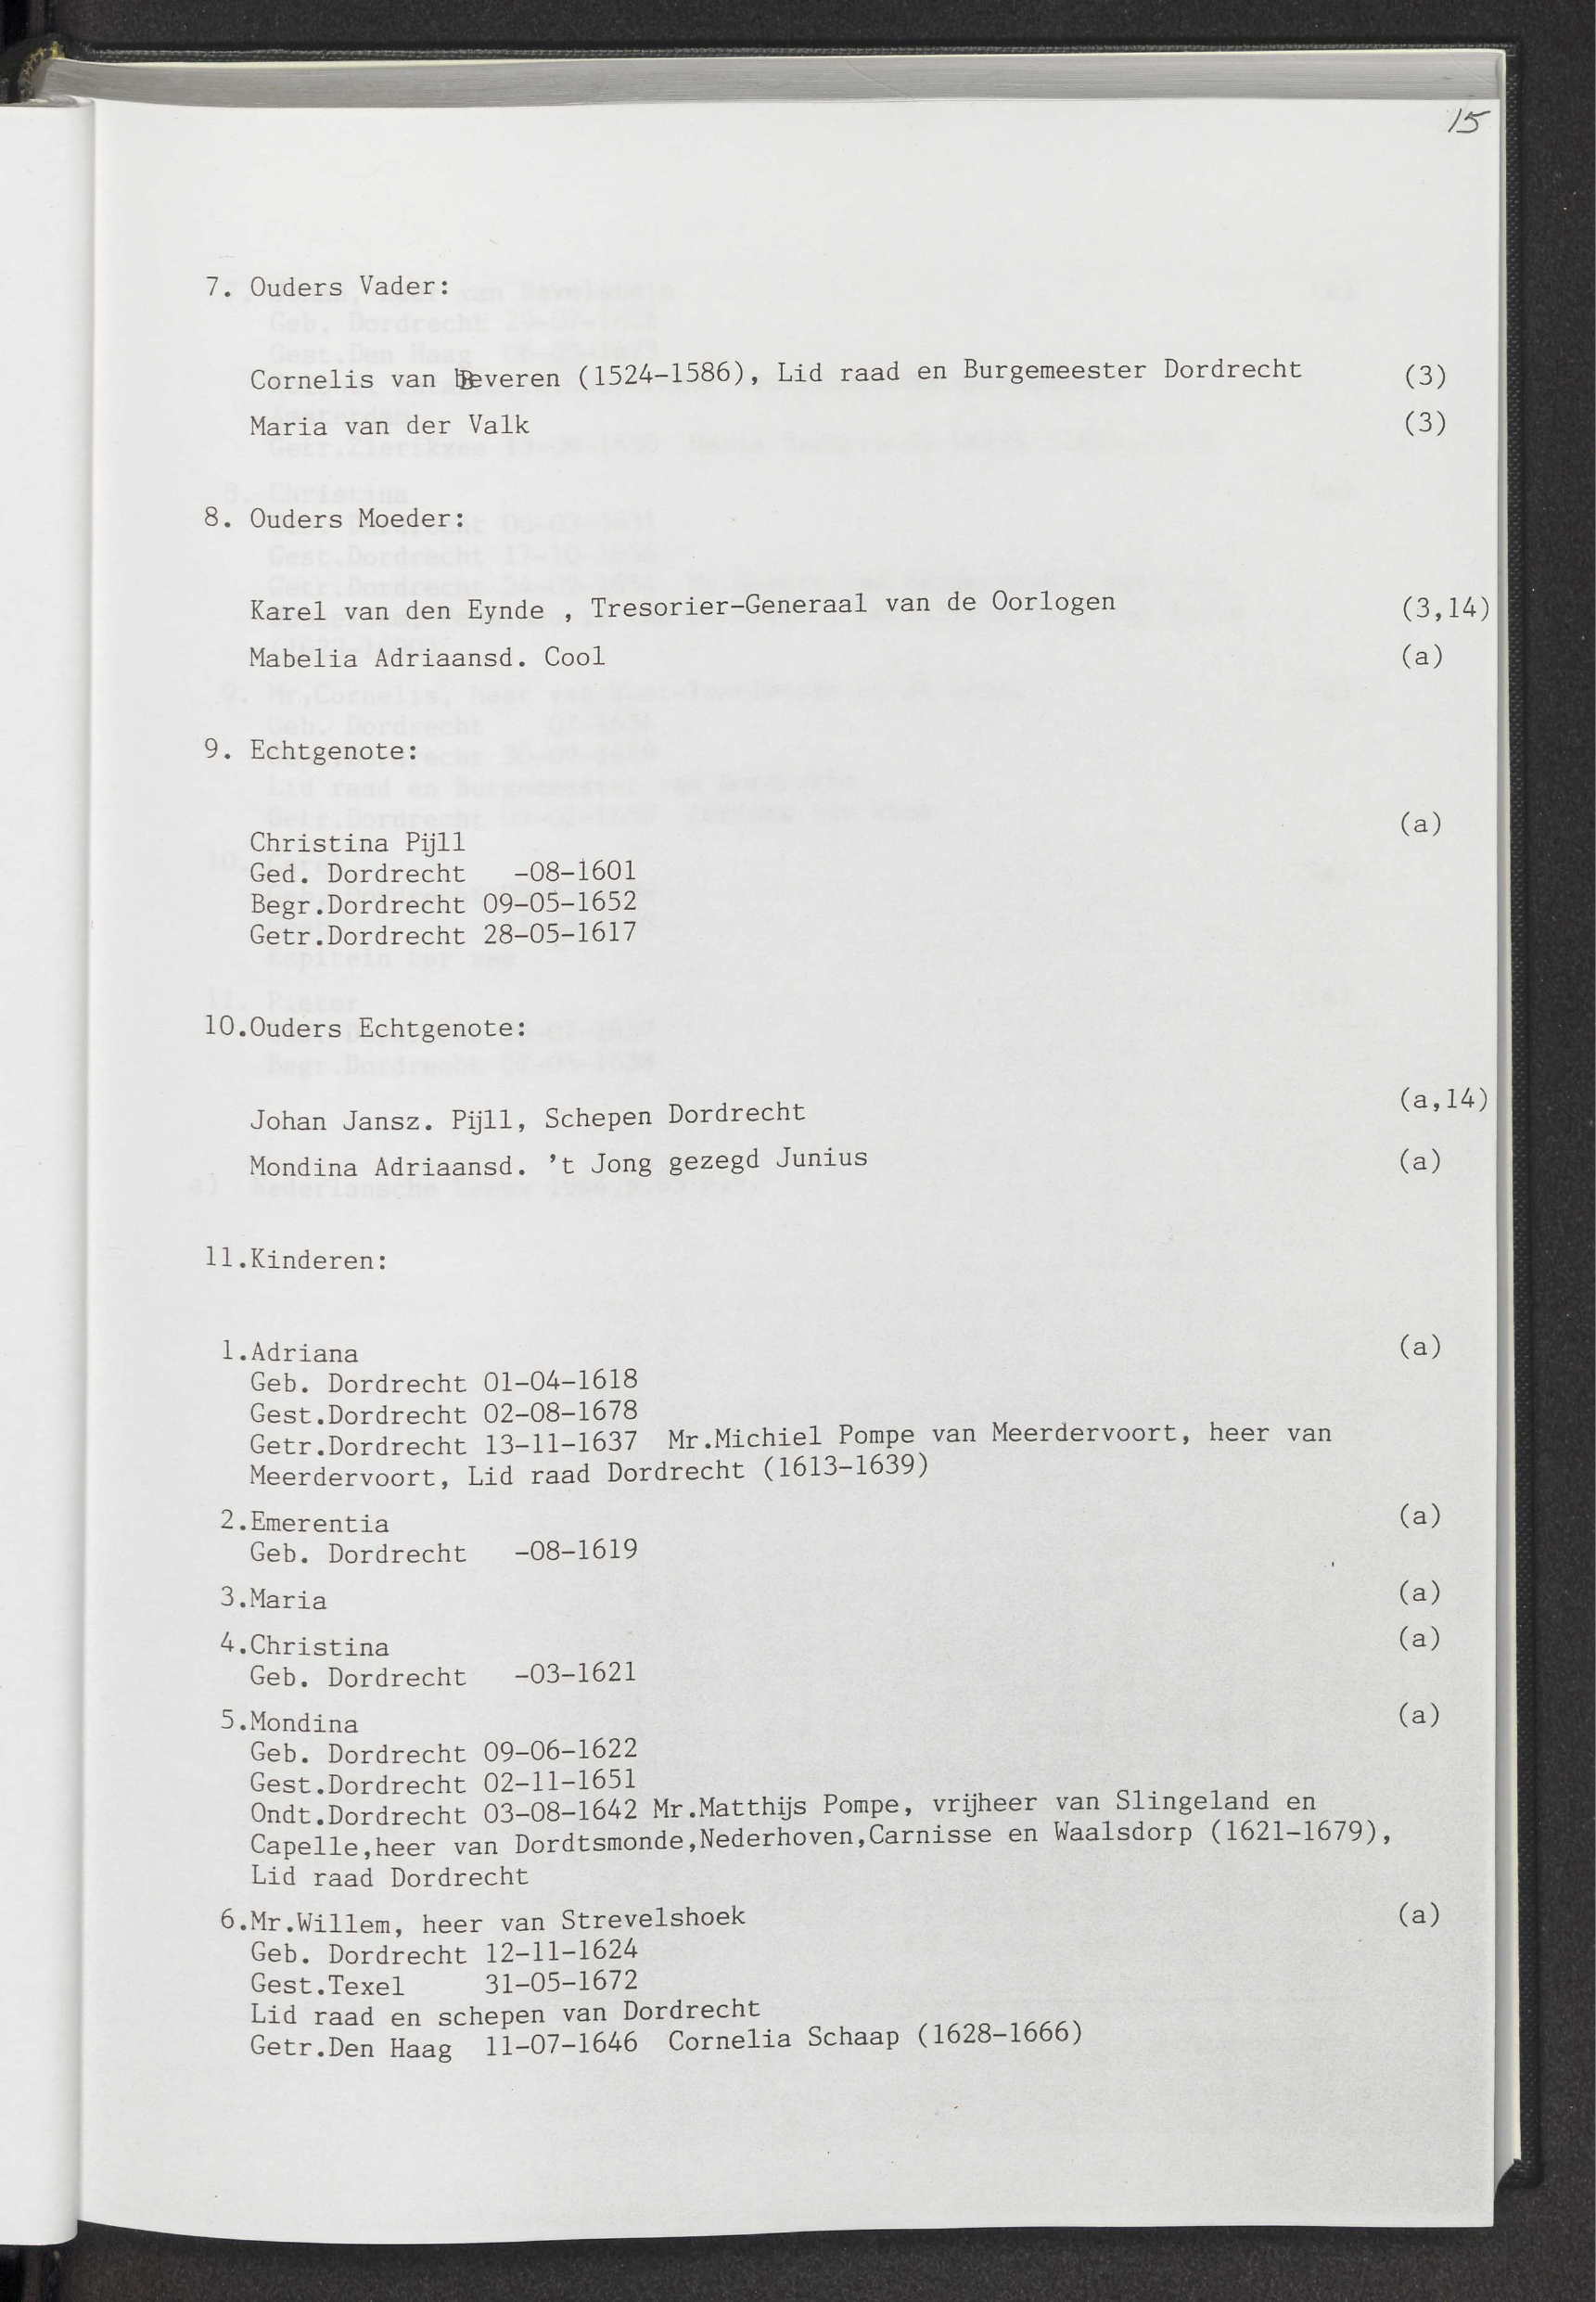 15
7. Ouders Vader:
Cornelis van Beveren (1524-1586), Lid raad en Burgemeester Dordrecht (3)
Maria van der Valk (3)
8. Ouders Moeder:
Karel van den Eynde , Tresorier-Generaal van de Oorlogen (3,14)
Mabelia Adriaansd. Cool (a)
9. Echtgenote:
Christina Pijll (a)
Ged. Dordrecht -08-1601
Begr.Dordrecht 09-05-1652
Getr.Dordrecht 28-05-1617
10.Ouders Echtgenote:
Johan Jansz. Pijll, Schepen Dordrecht (a,14)
Mondina Adriaansd. 't Jong gezegd Junius (a)
11.Kinderen:
1.Adriana (a)
Geb. Dordrecht 01-04-1618
Gest.Dordrecht 02-08-1678
Getr.Dordrecht 13-11-1637 Mr.Michiel Pompe van Meerdervoort, heer van
Meerdervoort, Lid raad Dordrecht (1613-1639)
2.Emerentia (a)
Geb. Dordrecht -08-1619
3.Maria (a)
4.Christina (a)
Geb. Dordrecht -03-1621
5.Mondina (a)
Geb. Dordrecht 09-06-1622
Gest.Dordrecht 02-11-1651
Ondt.Dordrecht 03-08-1642 Mr.Matthijs Pompe, vrijheer van Slingeland en
Capelle,heer van Dordtsmonde,Nederhoven,Carnisse en Waalsdorp (1621-1679),
Lid raad Dordrecht
6.Mr.Willem, heer van Strevelshoek (a)
Geb. Dordrecht 12-11-1624
Gest.Texel 31-05-1672
Lid raad en schepen van Dordrecht
Getr.Den Haag 11-07-1646 Cornelia Schaap (1628-1666)